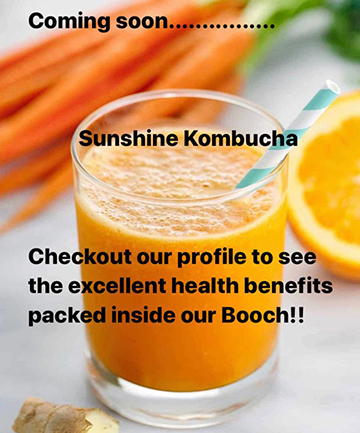 Coming soon................
Sunshine Kombucha
Checkout our profile to see
the excellent health benefits
packed inside our Booch!!